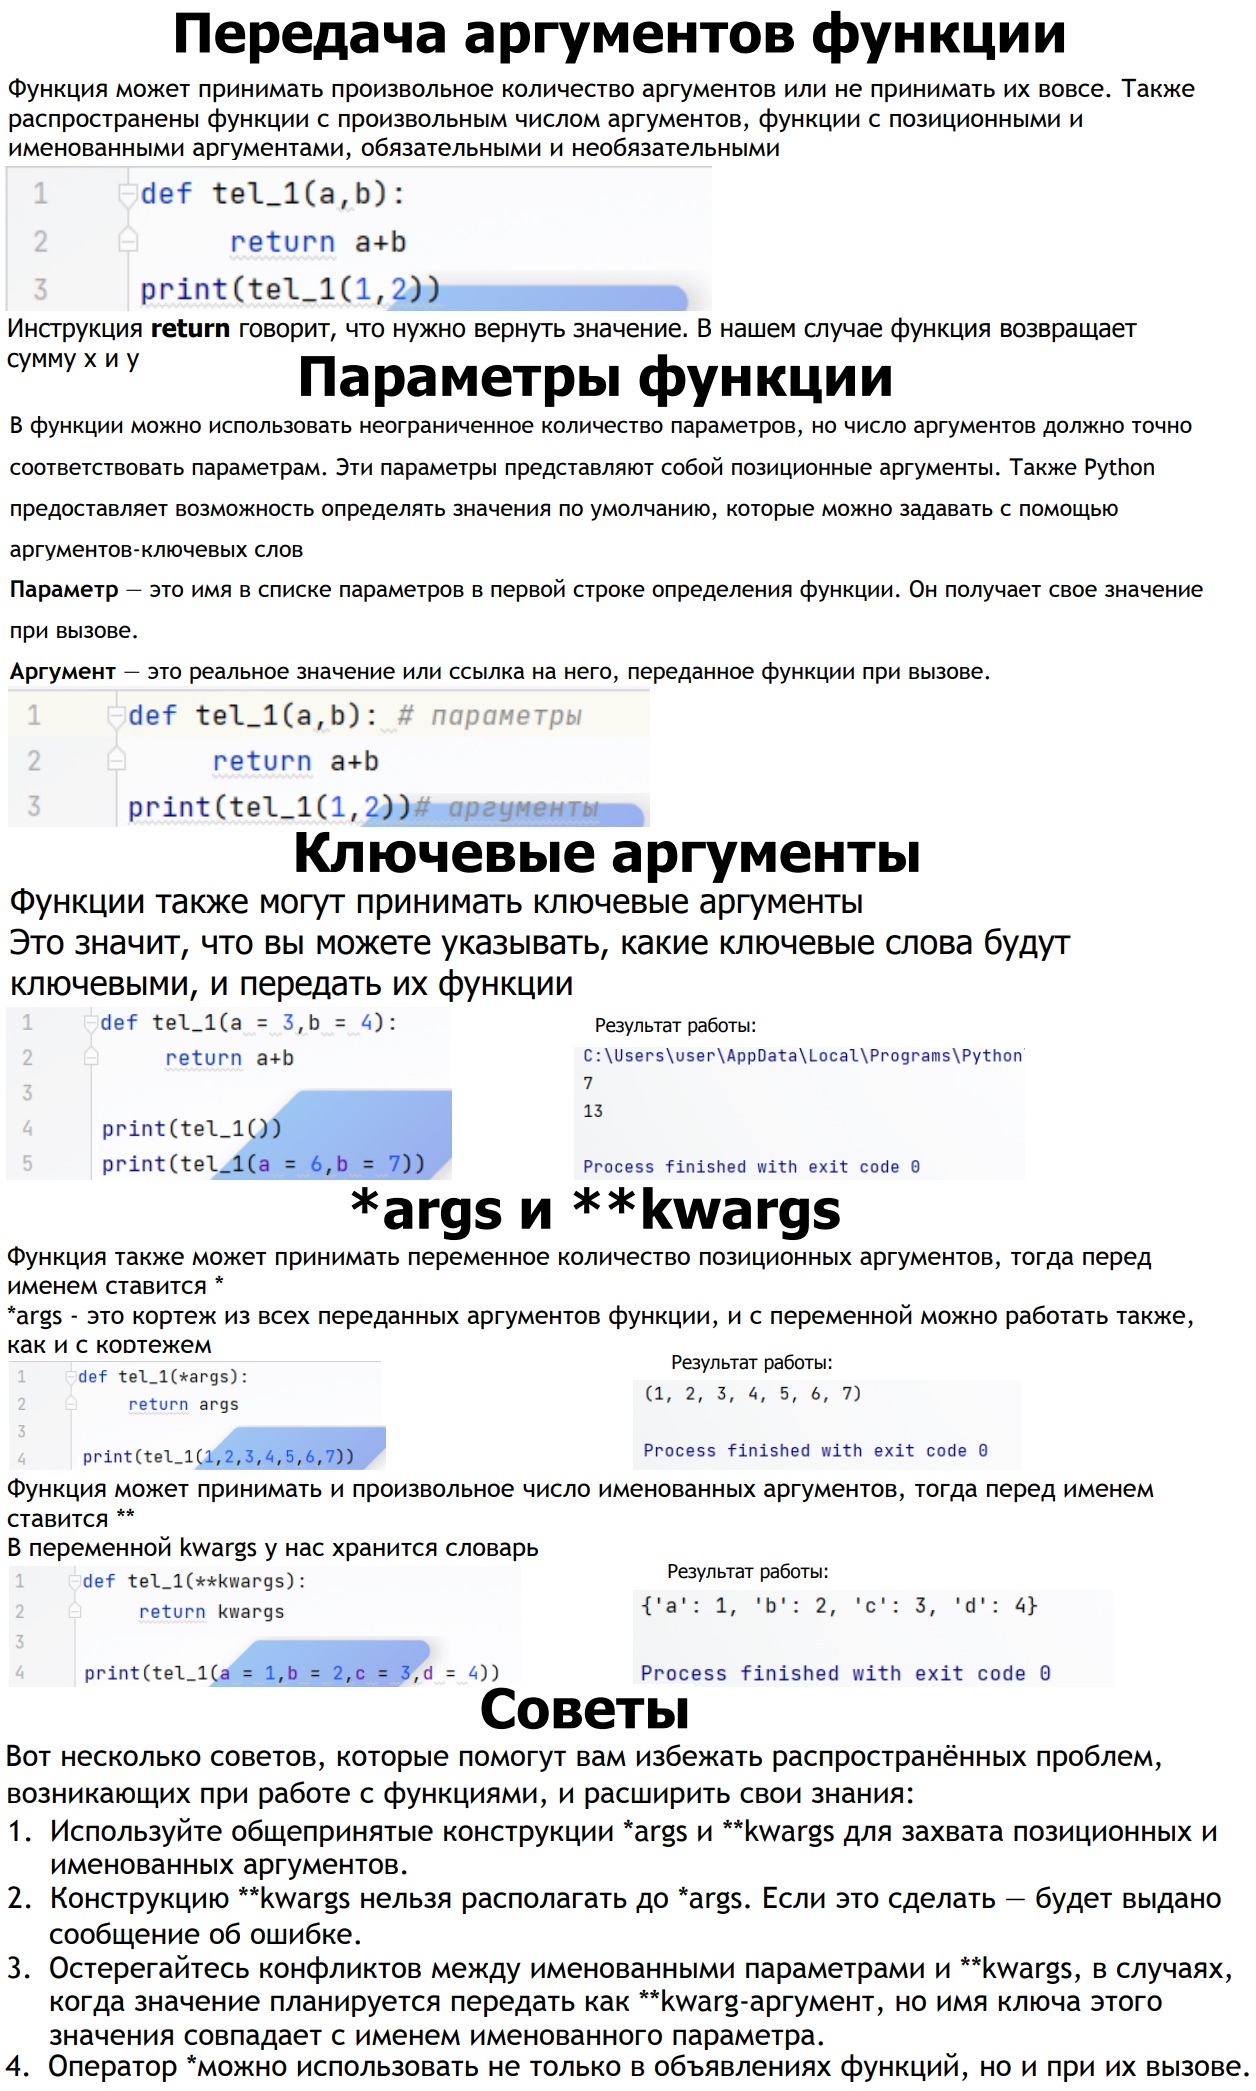 Передача аргументов функции
Функция может принимать произвольное количество аргументов или не принимать их вовсе. Также
распространены функции с произвольным числом аргументов, функции с позиционными и
именованными аргументами, обязательными и необязательными
1 def tel_1(a,b):
2 return a+b
3 print(tel_1(1,2))
Инструкция return говорит, что нужно вернуть значение. В нашем случае функция возвращает
сумму x и y
Параметры функции
В функции можно использовать неограниченное количество параметров, но число аргументов должно точно
соответствовать параметрам. Эти параметры представляют собой позиционные аргументы. Также Python
предоставляет возможность определять значения по умолчанию, которые можно задавать с помощью
аргументов-ключевых слов
Параметр — это имя в списке параметров в первой строке определения функции. Он получает свое значение
при вызове.
Аргумент — это реальное значение или ссылка на него, переданное функции при вызове.
1 def tel_1(a,b): # параметры
2 return a+b
3 print(tel_1(1,2))# аргументы
Ключевые аргументы
Функции также могут принимать ключевые аргументы
Это значит, что вы можете указывать, какие ключевые слова будут
ключевыми, и передать их функции
1 def tel_1(a = 3,b = 4):
2 return a+b
3
4 print(tel_1())
5 print(tel_1(a = 6,b = 7))
Результат работы:
C:\Users\user\AppData\Local\Programs\Python
7
13
Process finished with exit code 0
*args и **kwargs
Функция также может принимать переменное количество позиционных аргументов, тогда перед
именем ставится *
*args - это кортеж из всех переданных аргументов функции, и с переменной можно работать также,
как и с кортежем
1 def tel_1(*args):
2 return args
3
4 print(tel_1(1,2,3,4,5,6,7))
Результат работы:
(1, 2, 3, 4, 5, 6, 7)
Process finished with exit code 0
Функция может принимать и произвольное число именованных аргументов, тогда перед именем
ставится **
В переменной kwargs у нас хранится словарь
1 def tel_1(**kwargs):
2 return kwargs
3
4 print(tel_1(a = 1,b = 2,c = 3,d = 4))
Результат работы:
{'a': 1, 'b': 2, 'c': 3, 'd': 4}
Process finished with exit code 0
Советы
Вот несколько советов, которые помогут вам избежать распространённых проблем,
возникающих при работе с функциями, и расширить свои знания:
1. Используйте общепринятые конструкции *args и **kwargs для захвата позиционных и
именованных аргументов.
2. Конструкцию **kwargs нельзя располагать до *args. Если это сделать — будет выдано
сообщение об ошибке.
3. Остерегайтесь конфликтов между именованными параметрами и **kwargs, в случаях,
когда значение планируется передать как **kwarg-аргумент, но имя ключа этого
значения совпадает с именем именованного параметра.
4. Оператор *можно использовать не только в объявлениях функций, но и при их вызове.